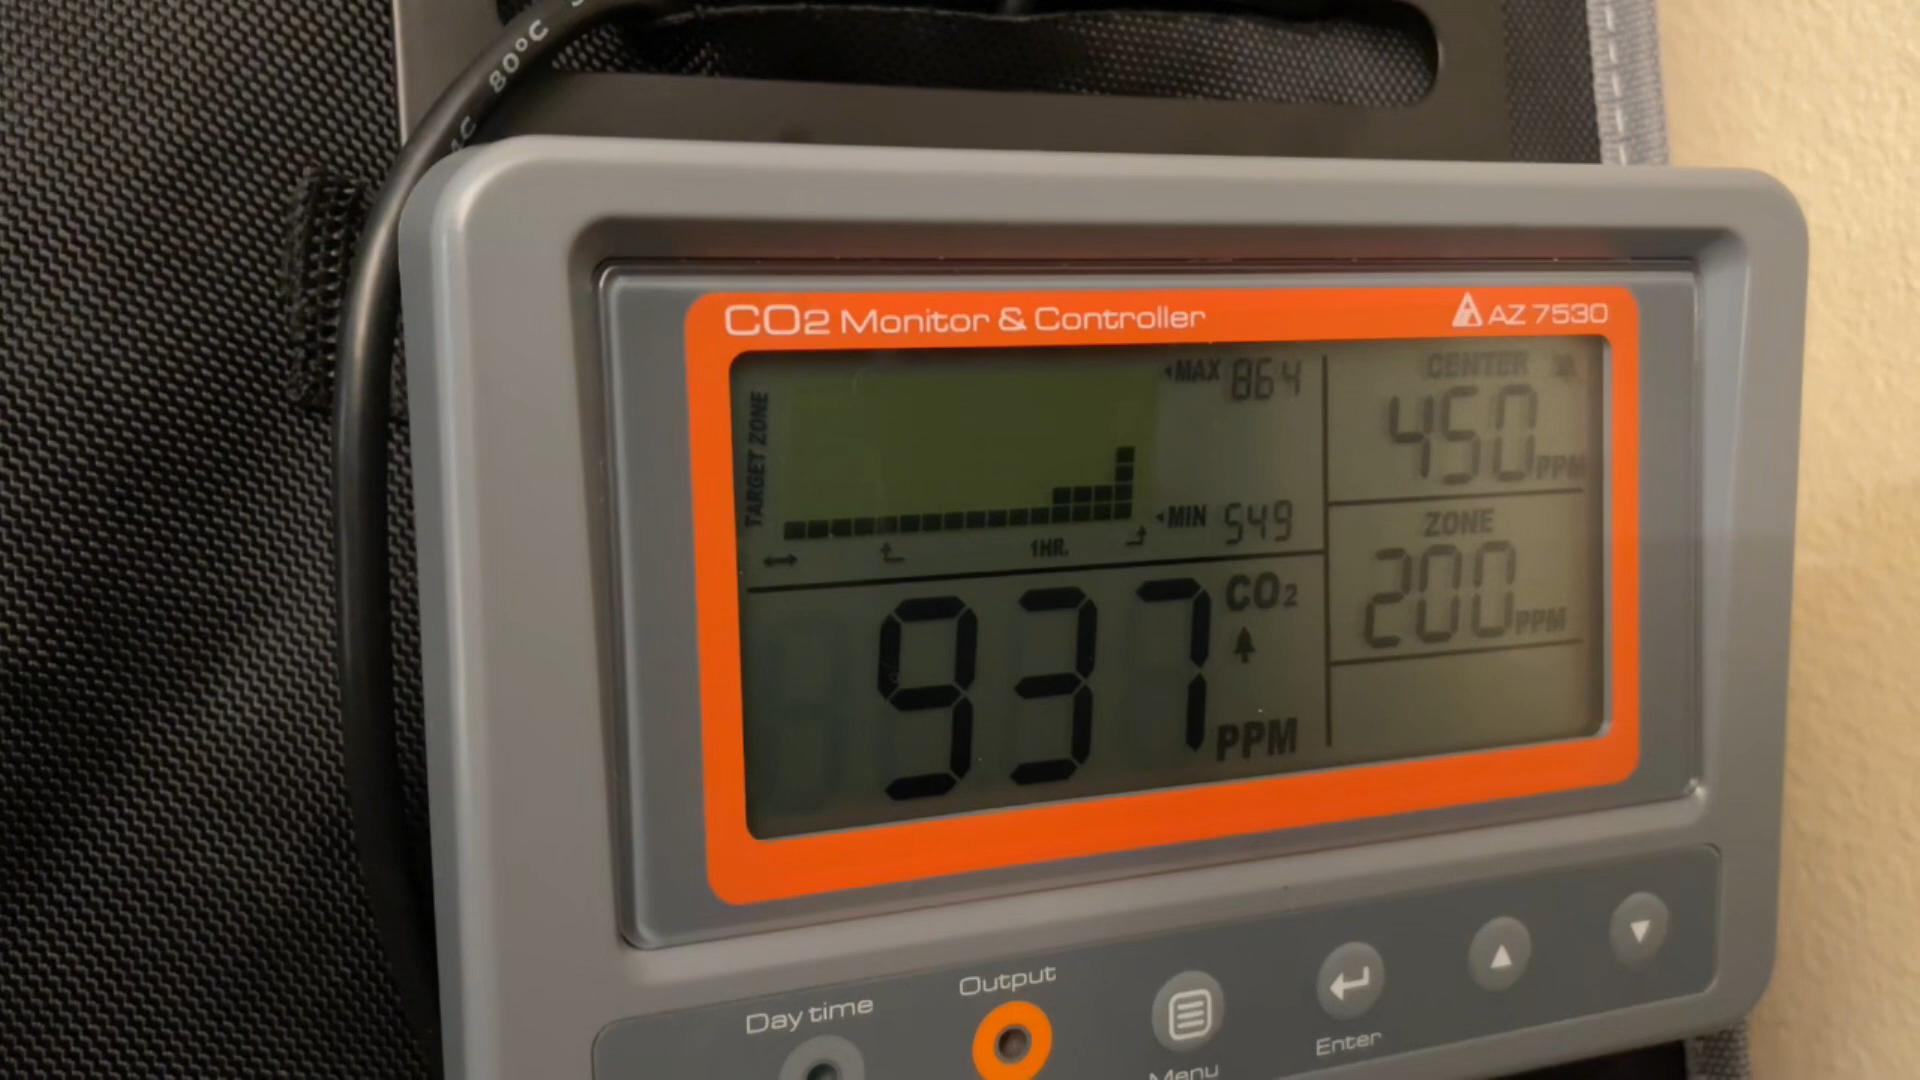 80°C
CO2 Monitor & Controller
AZ 7530
TARGET ZONE
MAX 864
MIN 549
1HR.
CENTER
450 PPM
ZONE
200 PPM
937 CO2
PPM
Day time
Output
Menu
Enter